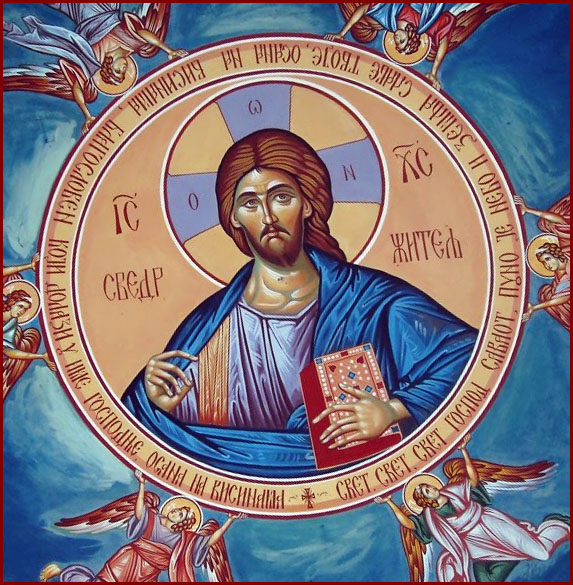 О Ѡ Н
ІС ХС
СВЕДР ЖИТЕЉ
СВЕТ, СВЕТ, СВЕТ ГОСПОД САВАОТ, ПУНО ЈЕ НЕБО И ЗЕМЉА СЛАВЕ ТВОЈЕ, ОСАНА НА ВИСИНАМА БЛАГОСЛОВЕН КОЈИ ДОЛАЗИ У ИМЕ ГОСПОДЊЕ ОСАНА НА ВИСИНАМА